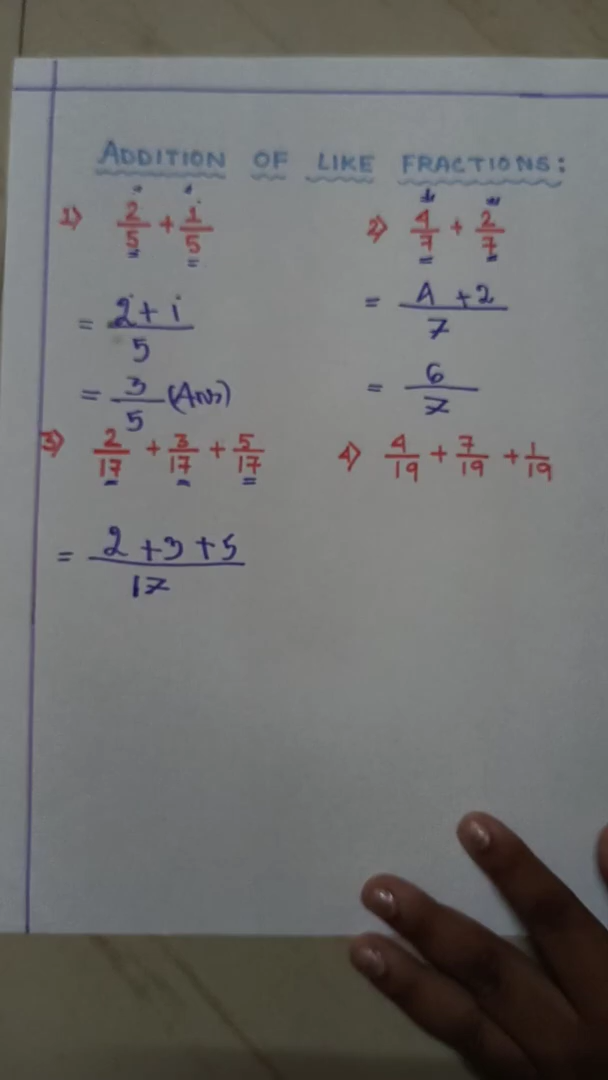 ADDITION OF LIKE FRACTIONS:
1) 2/5 + 1/5
= 2+1/5
= 3/5 (Ans)
2) 4/7 + 2/7
= 4+2/7
= 6/7
3) 2/17 + 3/17 + 5/17
= 2+3+5/17
4) 4/19 + 7/19 + 1/19